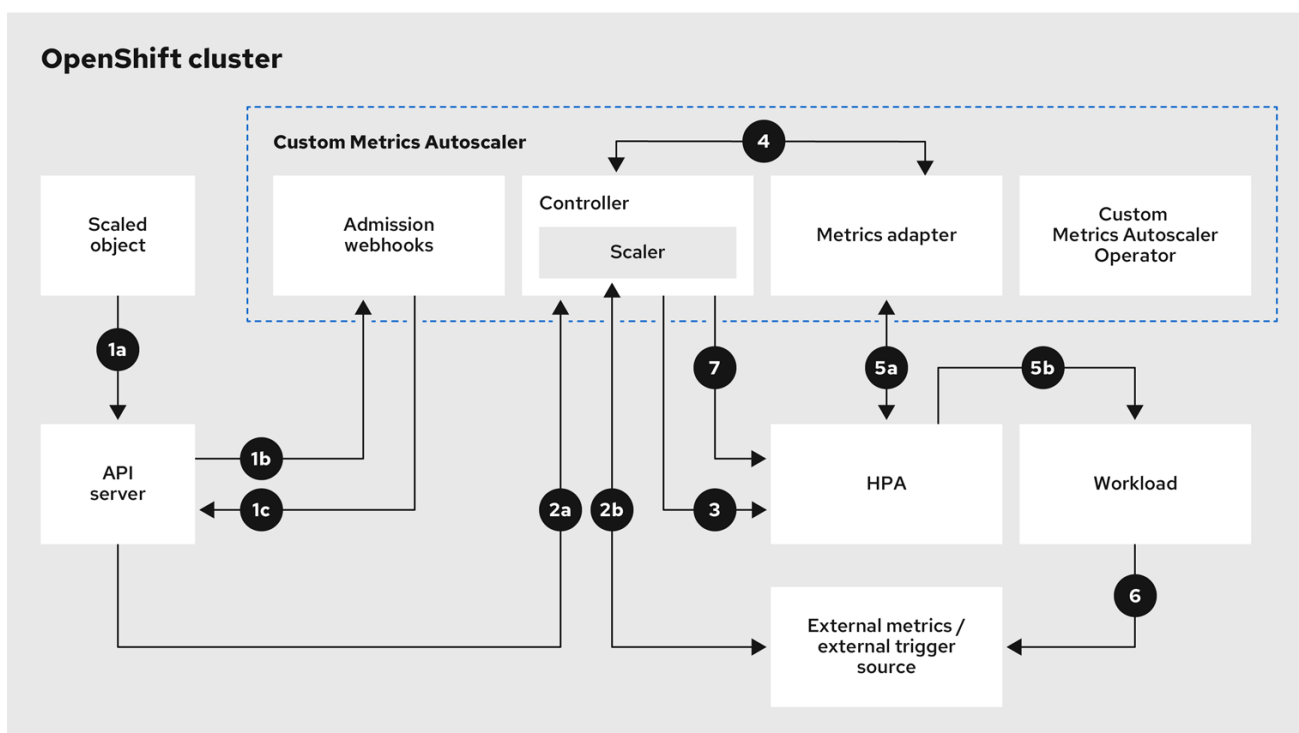 OpenShift cluster
Custom Metrics Autoscaler
4
Scaled
object
Admission
webhooks
Controller
Scaler
Metrics adapter
Custom
Metrics Autoscaler
Operator
1a
7
5a
5b
API
server
1b
1c
2a
2b
3
HPA
Workload
6
External metrics /
external trigger
source